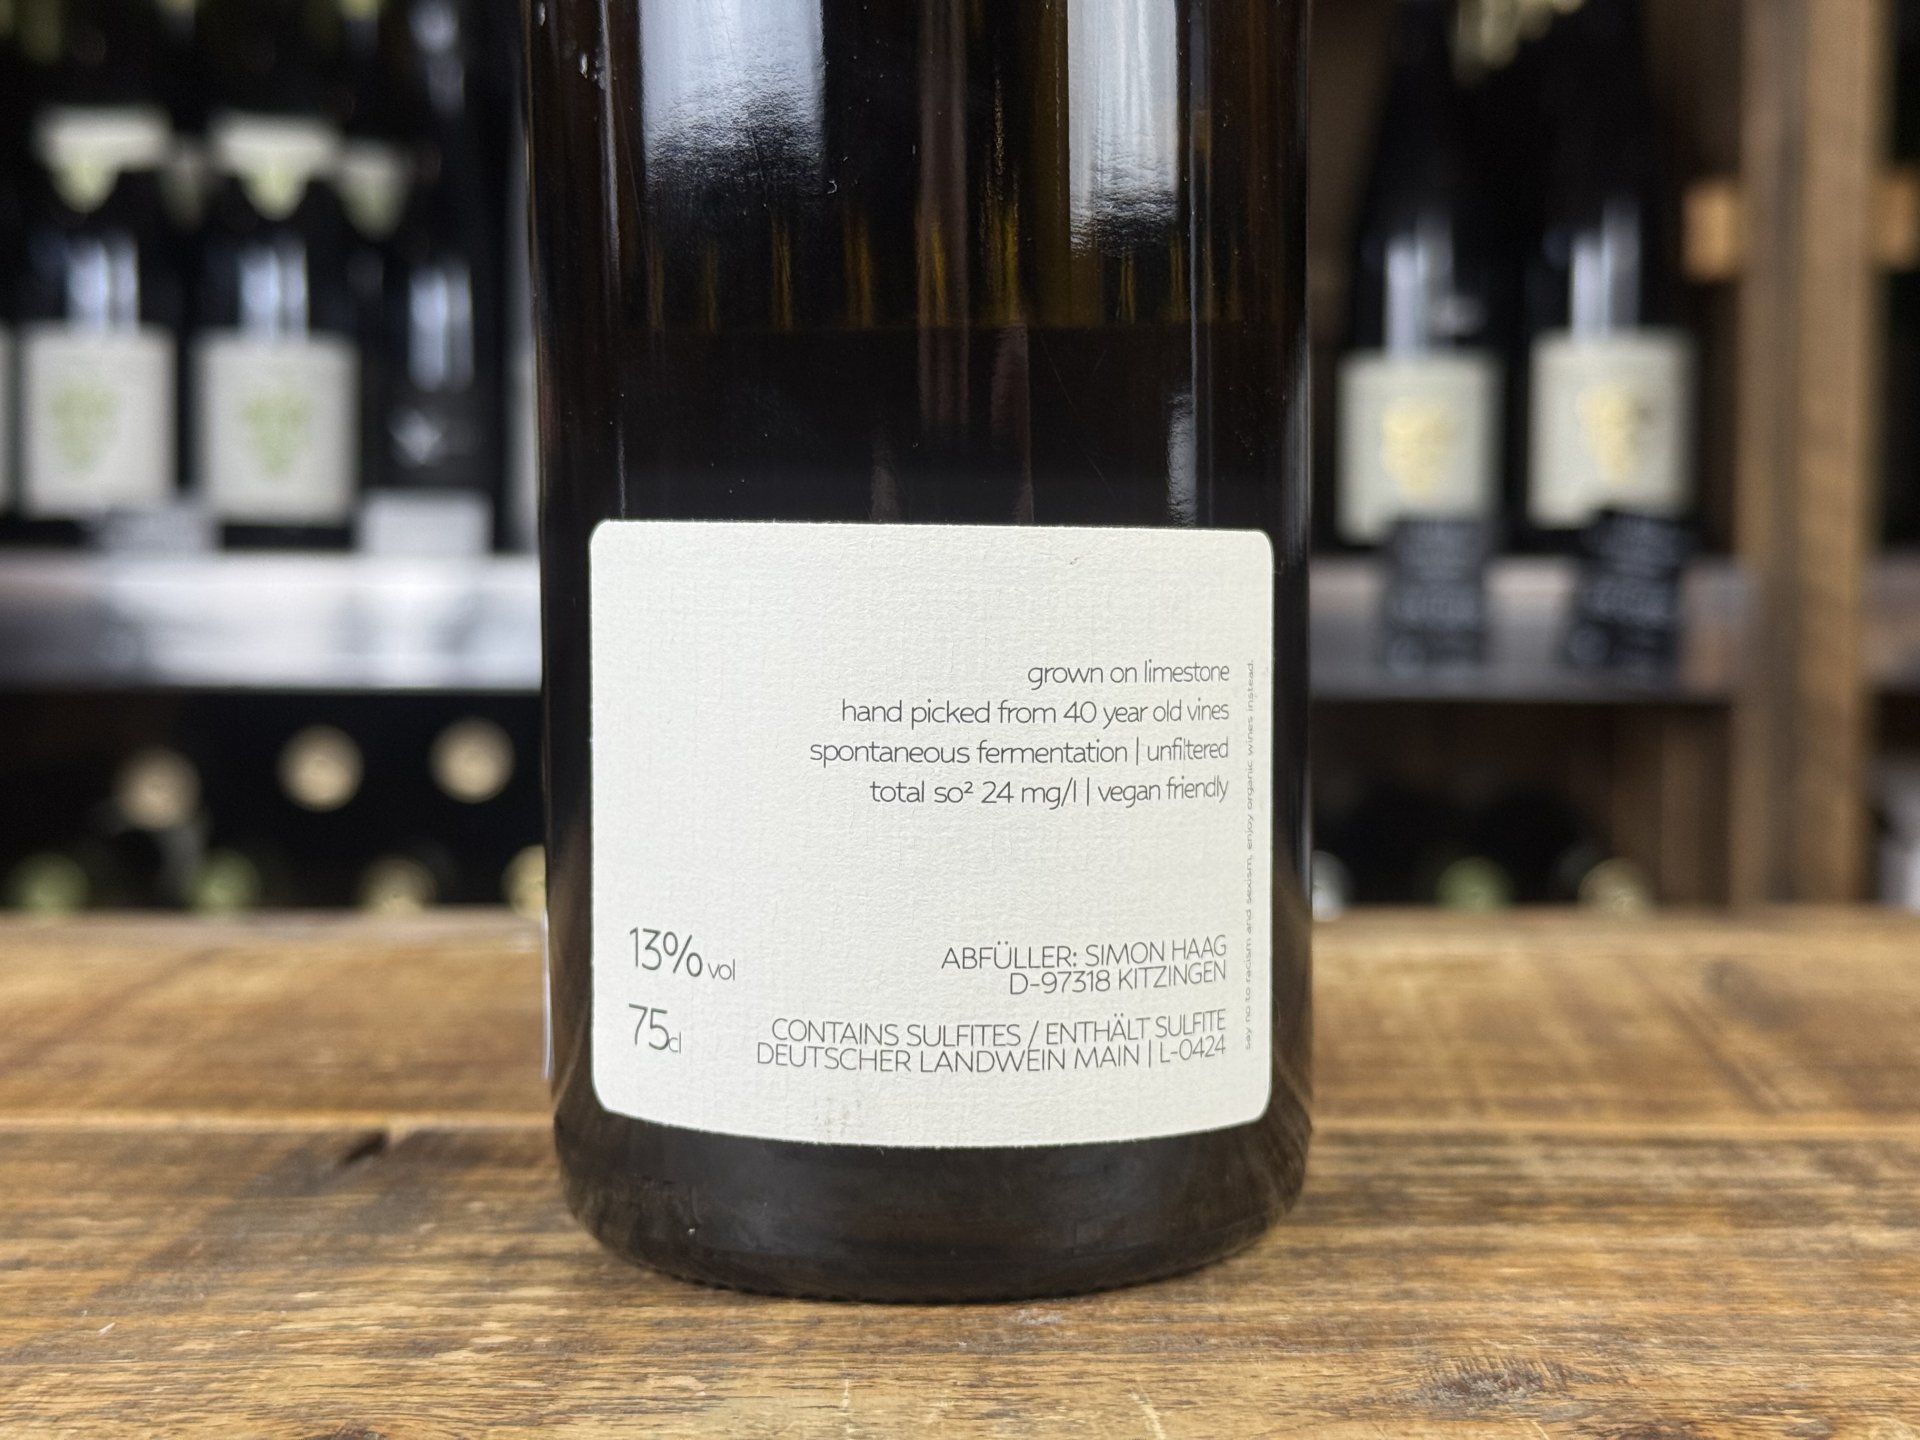 grown on limestone
hand picked from 40 year old vines
spontaneous fermentation | unfiltered
total so² 24 mg/l | vegan friendly
say no to racism and sexism, enjoy organic wines instead.
13% vol
75cl
ABFÜLLER: SIMON HAAG
D-97318 KITZINGEN
CONTAINS SULFITES / ENTHÄLT SULFITE
DEUTSCHER LANDWEIN MAIN | L-0424